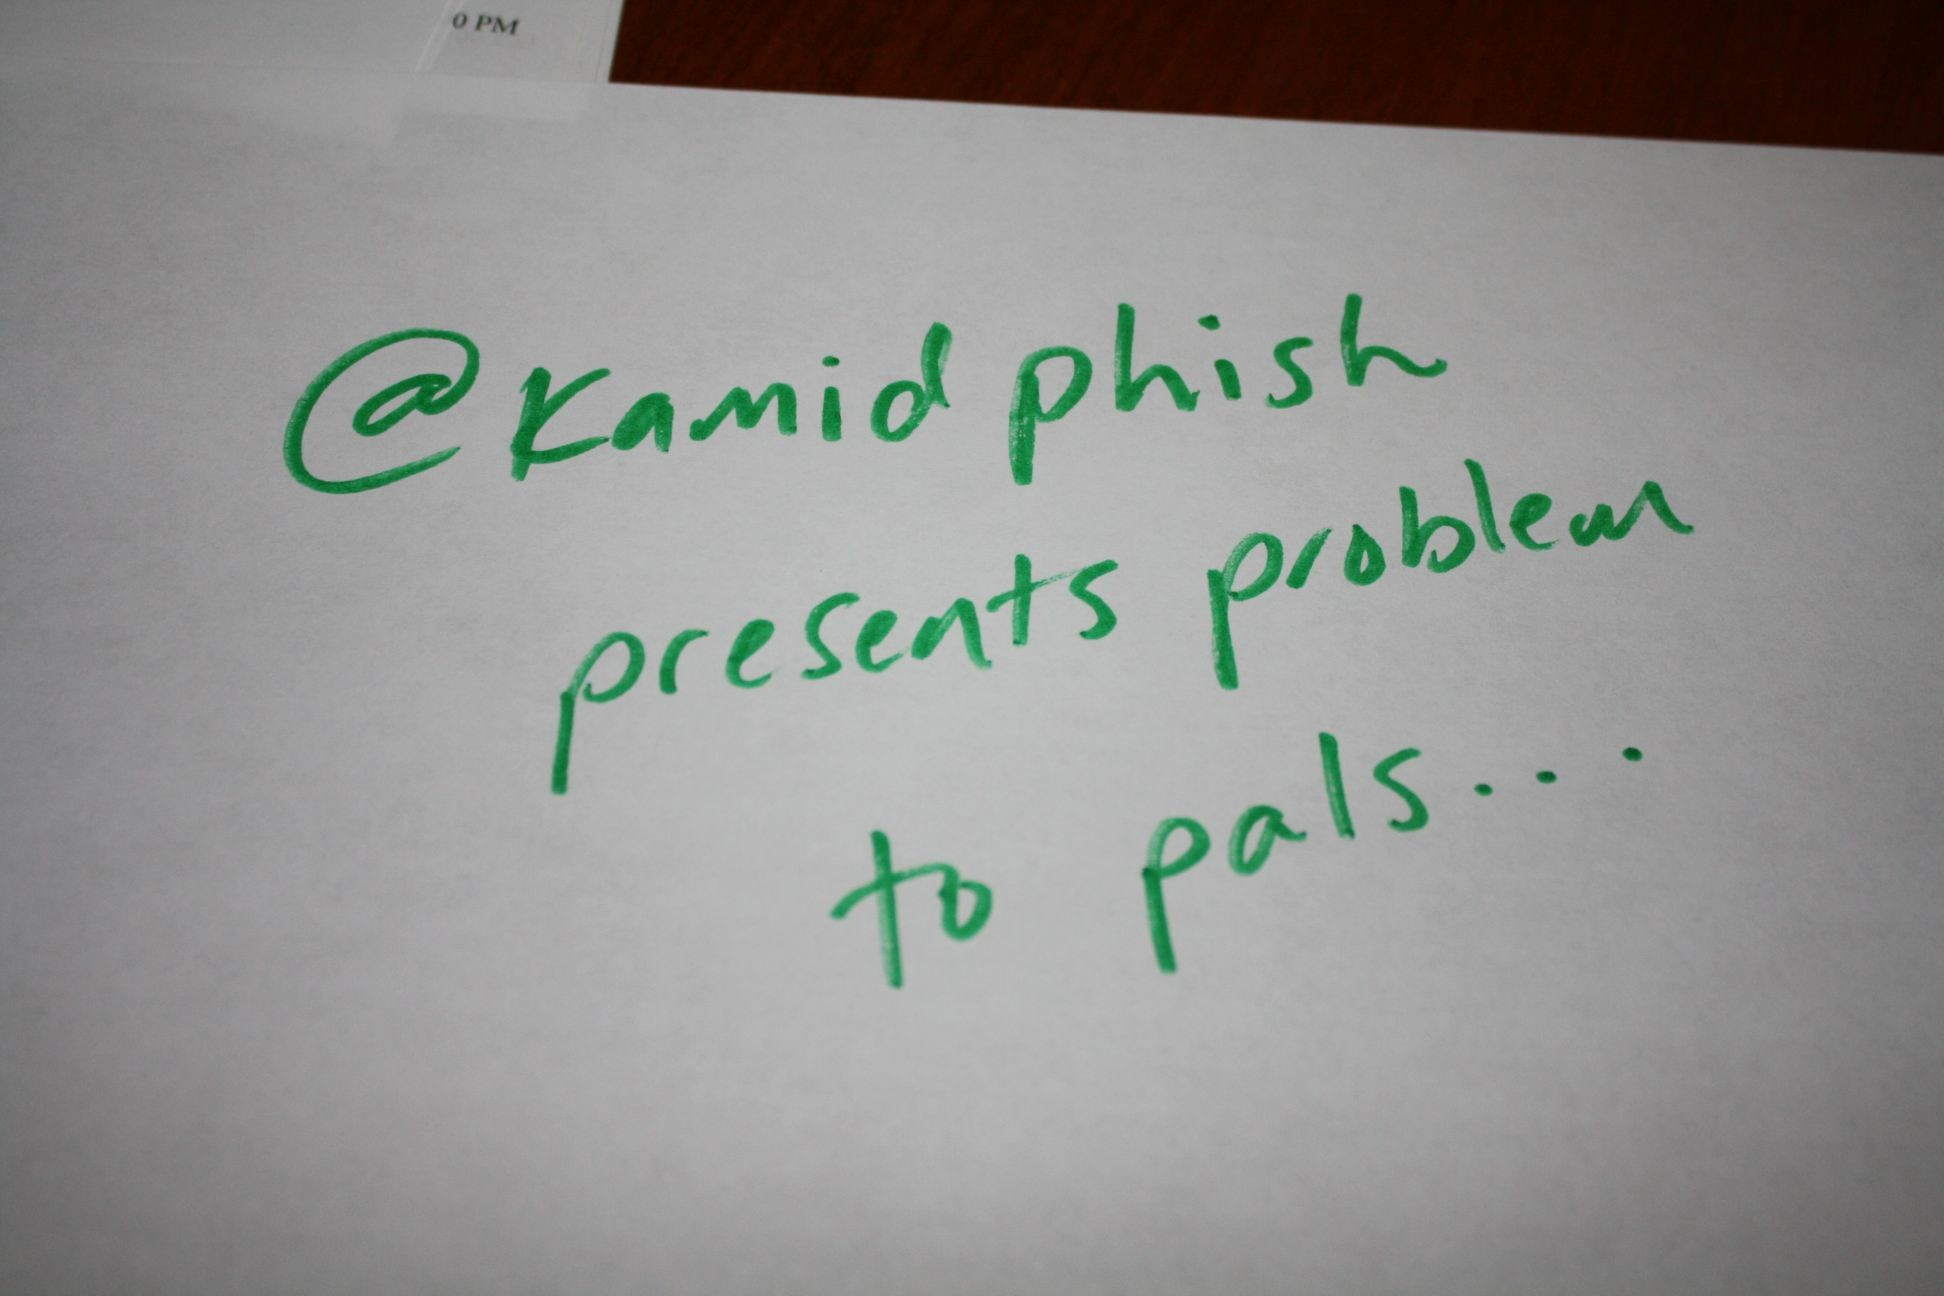 0 PM
@kamidphish
presents problem
to pals...